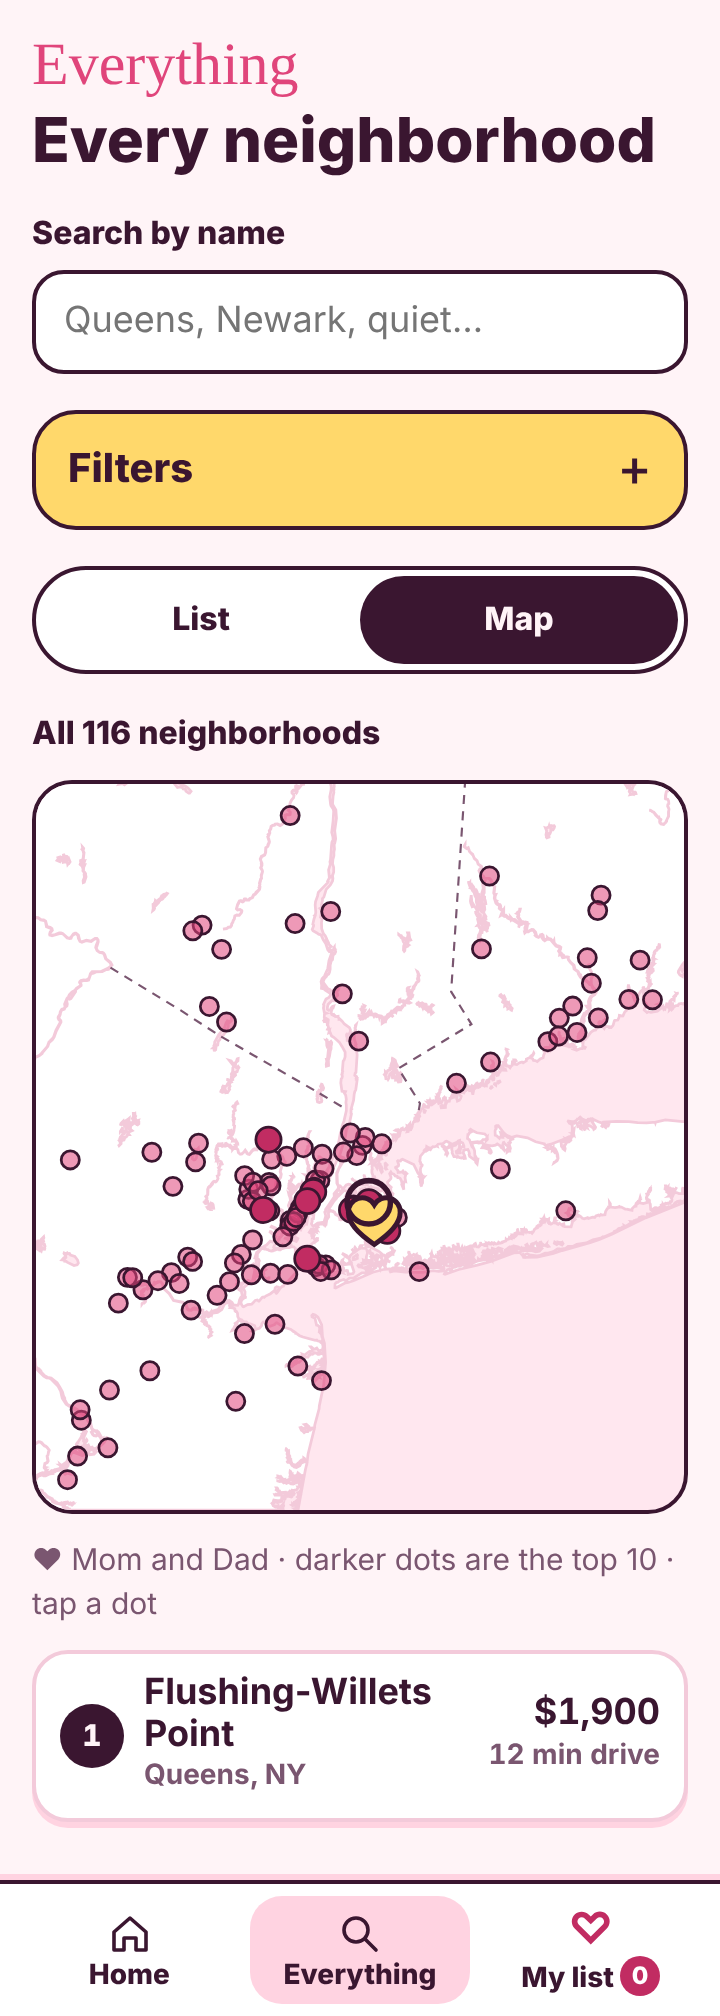 Everything
Every neighborhood
Search by name
Queens, Newark, quiet...
Filters +
List Map
All 116 neighborhoods
♥ Mom and Dad · darker dots are the top 10 ·
tap a dot
Flushing-Willets
Point
1
Queens, NY
$1,900
12 min drive
Home
Everything
My list 0